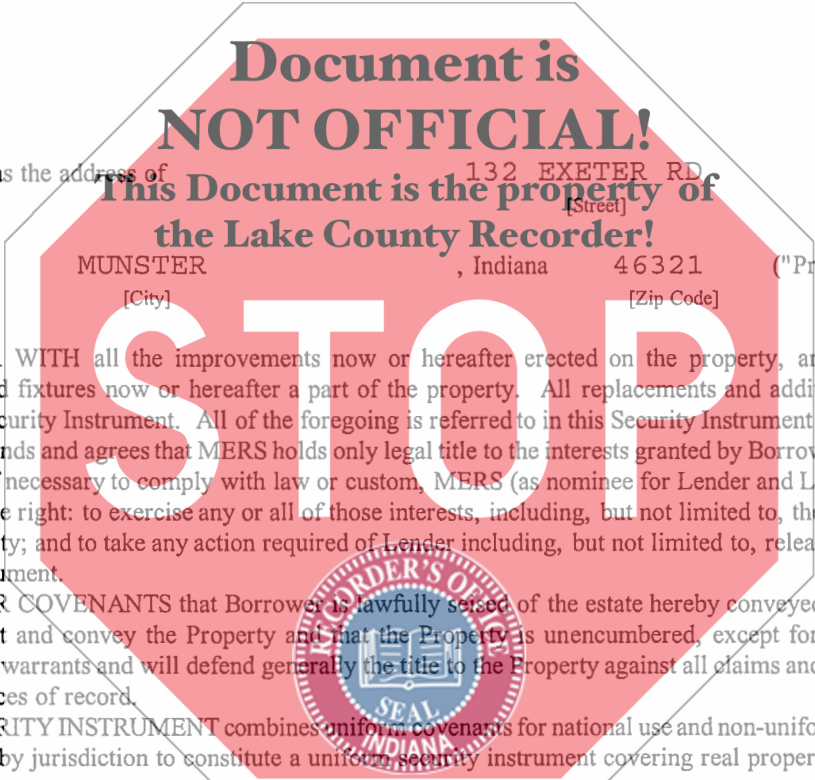 Document is
NOT OFFICIAL!
s the address of 132 EXETER RD
This Document is the property of
[Street]
the Lake County Recorder!
MUNSTER , Indiana 46321 ("Pr
[City] [Zip Code]
STOP
WITH all the improvements now or hereafter erected on the property, an
d fixtures now or hereafter a part of the property. All replacements and addi
curity Instrument. All of the foregoing is referred to in this Security Instrument
nds and agrees that MERS holds only legal title to the interests granted by Borrow
f necessary to comply with law or custom, MERS (as nominee for Lender and L
e right: to exercise any or all of those interests, including, but not limited to, the
ty; and to take any action required of Lender including, but not limited to, relea
ument.
R COVENANTS that Borrower is lawfully seised of the estate hereby conveyed
t and convey the Property and that the Property is unencumbered, except for
warrants and will defend generally the title to the Property against all claims and
ces of record.
RITY INSTRUMENT combines uniform covenants for national use and non-unifo
by jurisdiction to constitute a uniform security instrument covering real proper
RECORDER'S OFFICE
SEAL
INDIANA